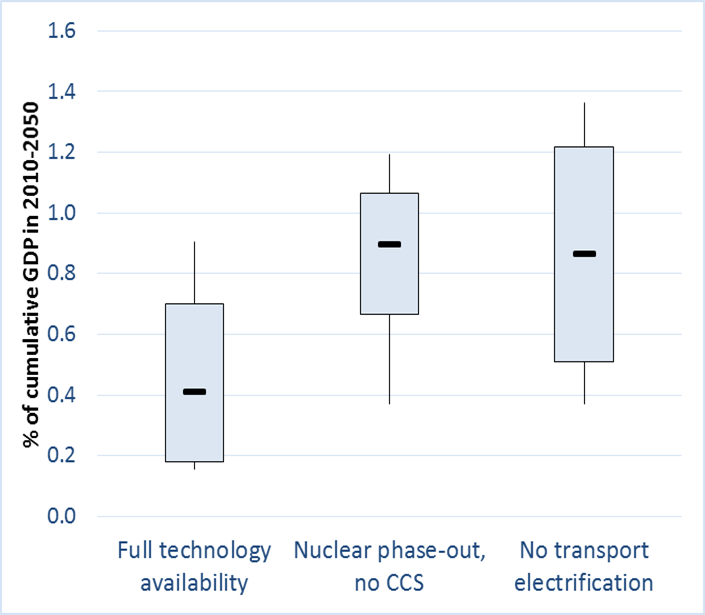 % of cumulative GDP in 2010-2050
1.6
1.4
1.2
1.0
0.8
0.6
0.4
0.2
0.0
Full technology
availability
Nuclear phase-out,
no CCS
No transport
electrification